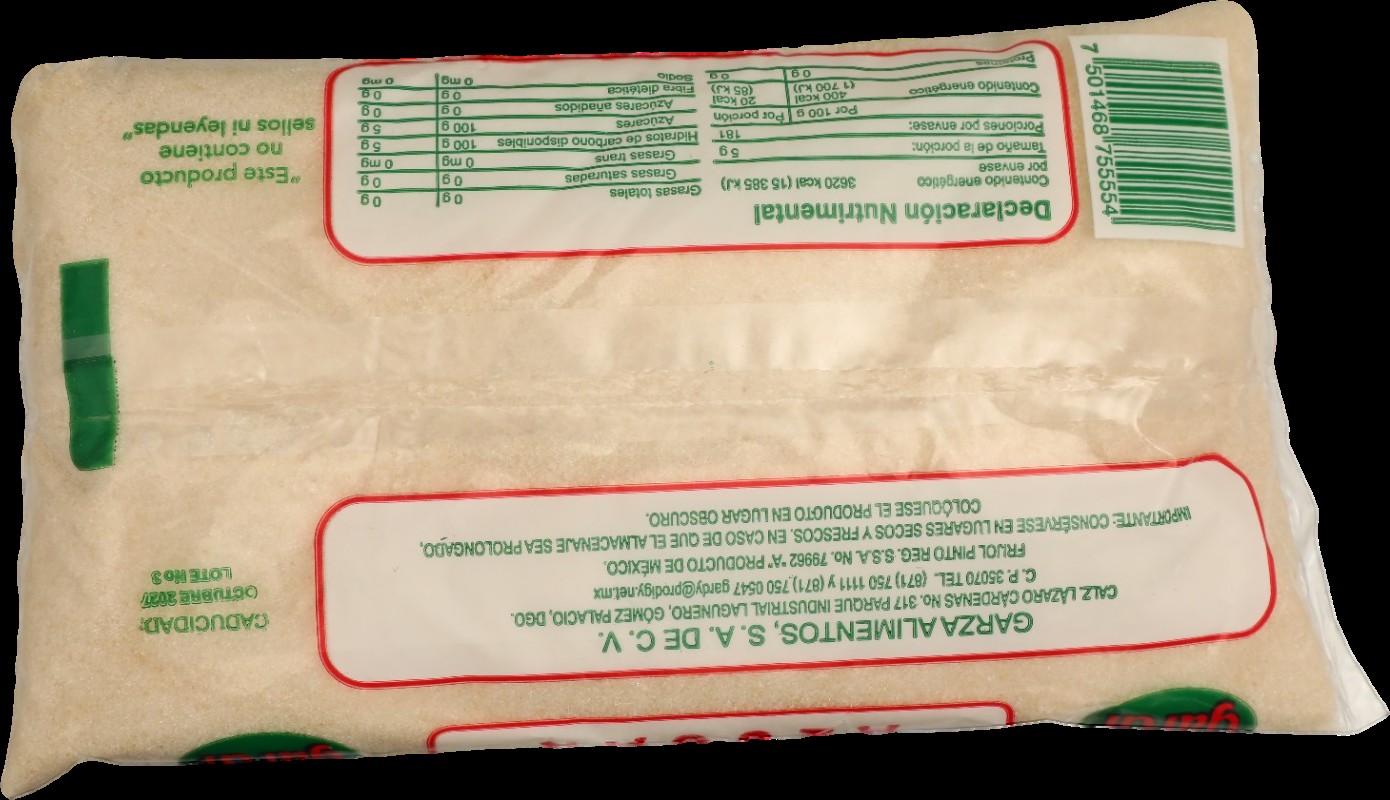 GARZA ALIMENTOS, S. A. DE C. V.
CALZ. LÁZARO CÁRDENAS No. 317 PARQUE INDUSTRIAL LAGUNERO, GÓMEZ PALACIO, DGO.
C. P. 35070 TEL. (871) 750 1111 y (871) 750 0547 gardy@prodigy.net.mx
FRIJOL PINTO REG. S.S.A. No. 79962 "A" PRODUCTO DE MÉXICO.
IMPORTANTE: CONSÉRVESE EN LUGARES SECOS Y FRESCOS. EN CASO DE QUE EL ALMACENAJE SEA PROLONGADO,
COLÓQUESE EL PRODUCTO EN LUGAR OBSCURO.
CADUCIDAD:
OCTUBRE 2027
LOTE No 3
Declaración Nutrimental
Contenido energético
por envase 3620 kcal (15 385 kJ)
Tamaño de la porción: 5 g
Porciones por envase: 181
Por 100 g Por porción
Contenido energético 400 kcal 20 kcal
(1 700 kJ) (85 kJ)
Proteínas 0 g 0 g
Grasas totales 0 g 0 g
Grasas saturadas 0 g 0 g
Grasas trans 0 mg 0 mg
Hidratos de carbono disponibles 100 g 5 g
Azúcares 100 g 5 g
Azúcares añadidos 0 g 0 g
Fibra dietética 0 g 0 g
Sodio 0 mg 0 mg
"Este producto
no contiene
sellos ni leyendas"
7 501468 755554